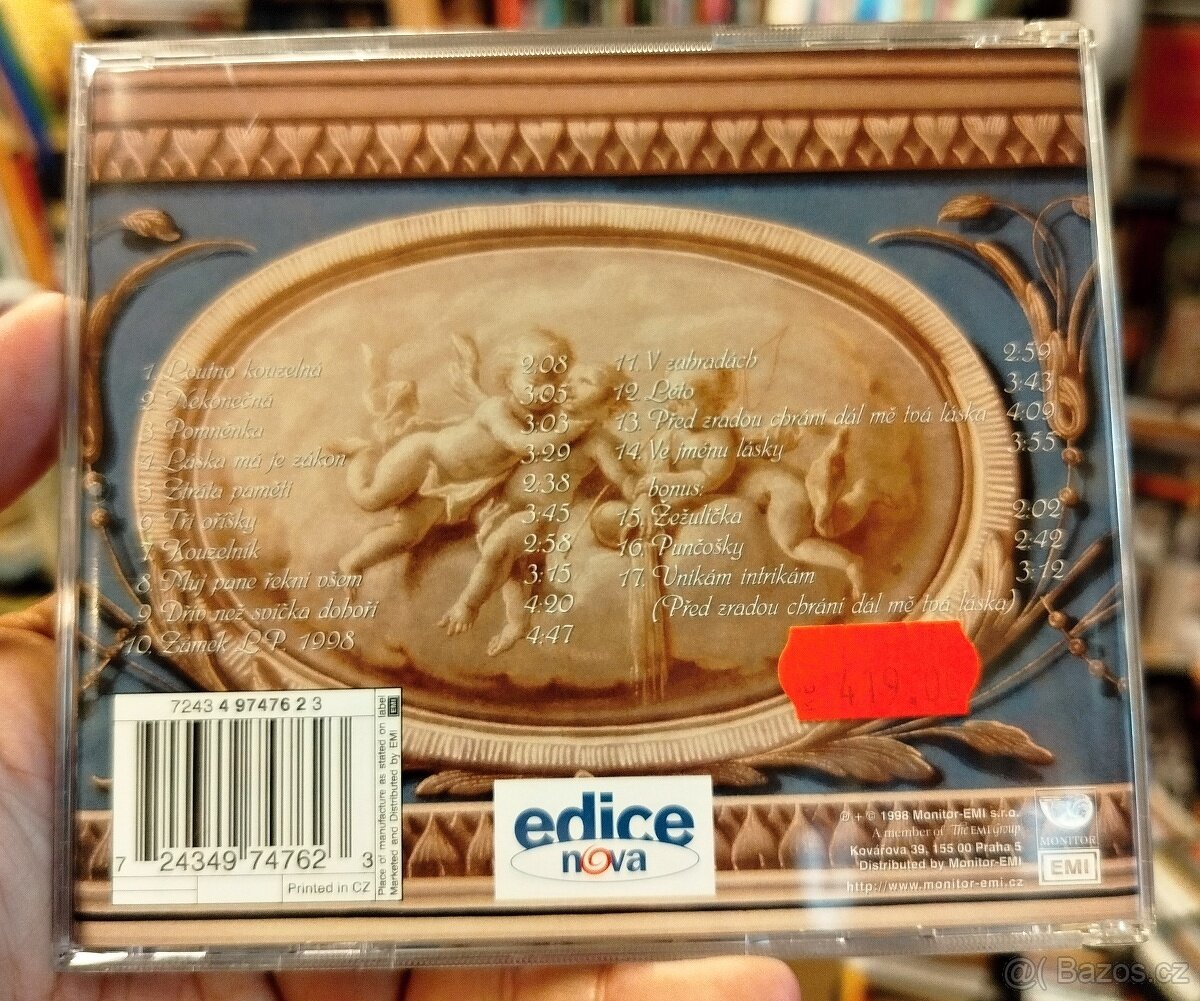 1. Poutno kouzelná 2:08
2. Nekonečná 3:05
3. Pomněnka 3:03
4. Láska má je zákon 3:29
5. Ztráta paměti 2:38
6. Tři oříšky 3:45
7. Kouzelník 2:58
8. Můj pane řekni všem 3:15
9. Dřív než svíčka dohoří 4:20
10. Zámek L.P. 1998 4:47
11. V zahradách 2:59
12. Léto 3:43
13. Před zradou chrání dál mě tvá láska 4:09
14. Ve jménu lásky 3:55
bonus:
15. Žežulička 2:02
16. Punčošky 2:42
17. Unikám intrikám 3:12
(Před zradou chrání dál mě tvá láska)
419.00
7243 4 97476 2 3
7 24349 74762 3
Printed in CZ
Place of manufacture as stated on label
Marketed and Distributed by EMI
EMI
edice
nova
℗ + © 1998 Monitor-EMI s.r.o.
A member of The EMI group
Kovářova 39, 155 00 Praha 5
Distributed by Monitor-EMI
http://www.monitor-emi.cz
MONITOR
EMI
@( Bazos.cz